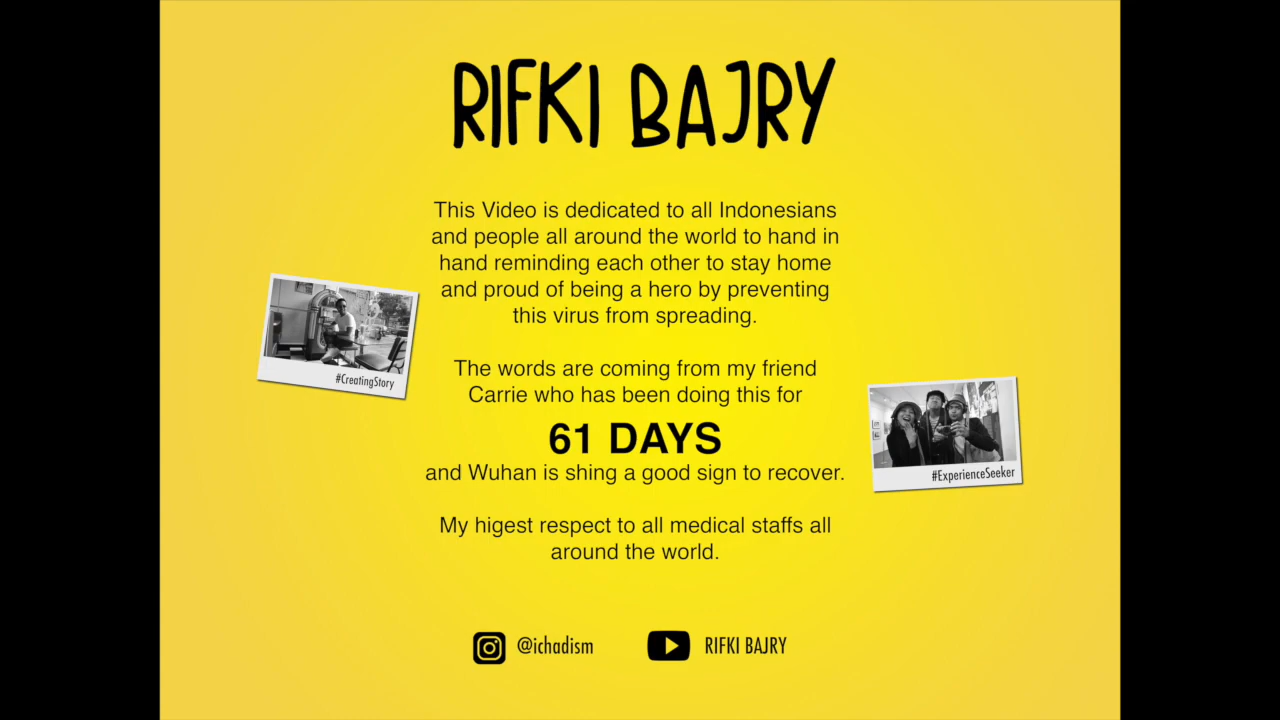 RIFKI BAJRY
This Video is dedicated to all Indonesians
and people all around the world to hand in
hand reminding each other to stay home
and proud of being a hero by preventing
this virus from spreading.
#CreatingStory
The words are coming from my friend
Carrie who has been doing this for
61 DAYS
and Wuhan is shing a good sign to recover.
#ExperienceSeeker
My higest respect to all medical staffs all
around the world.
@ichadism
RIFKI BAJRY